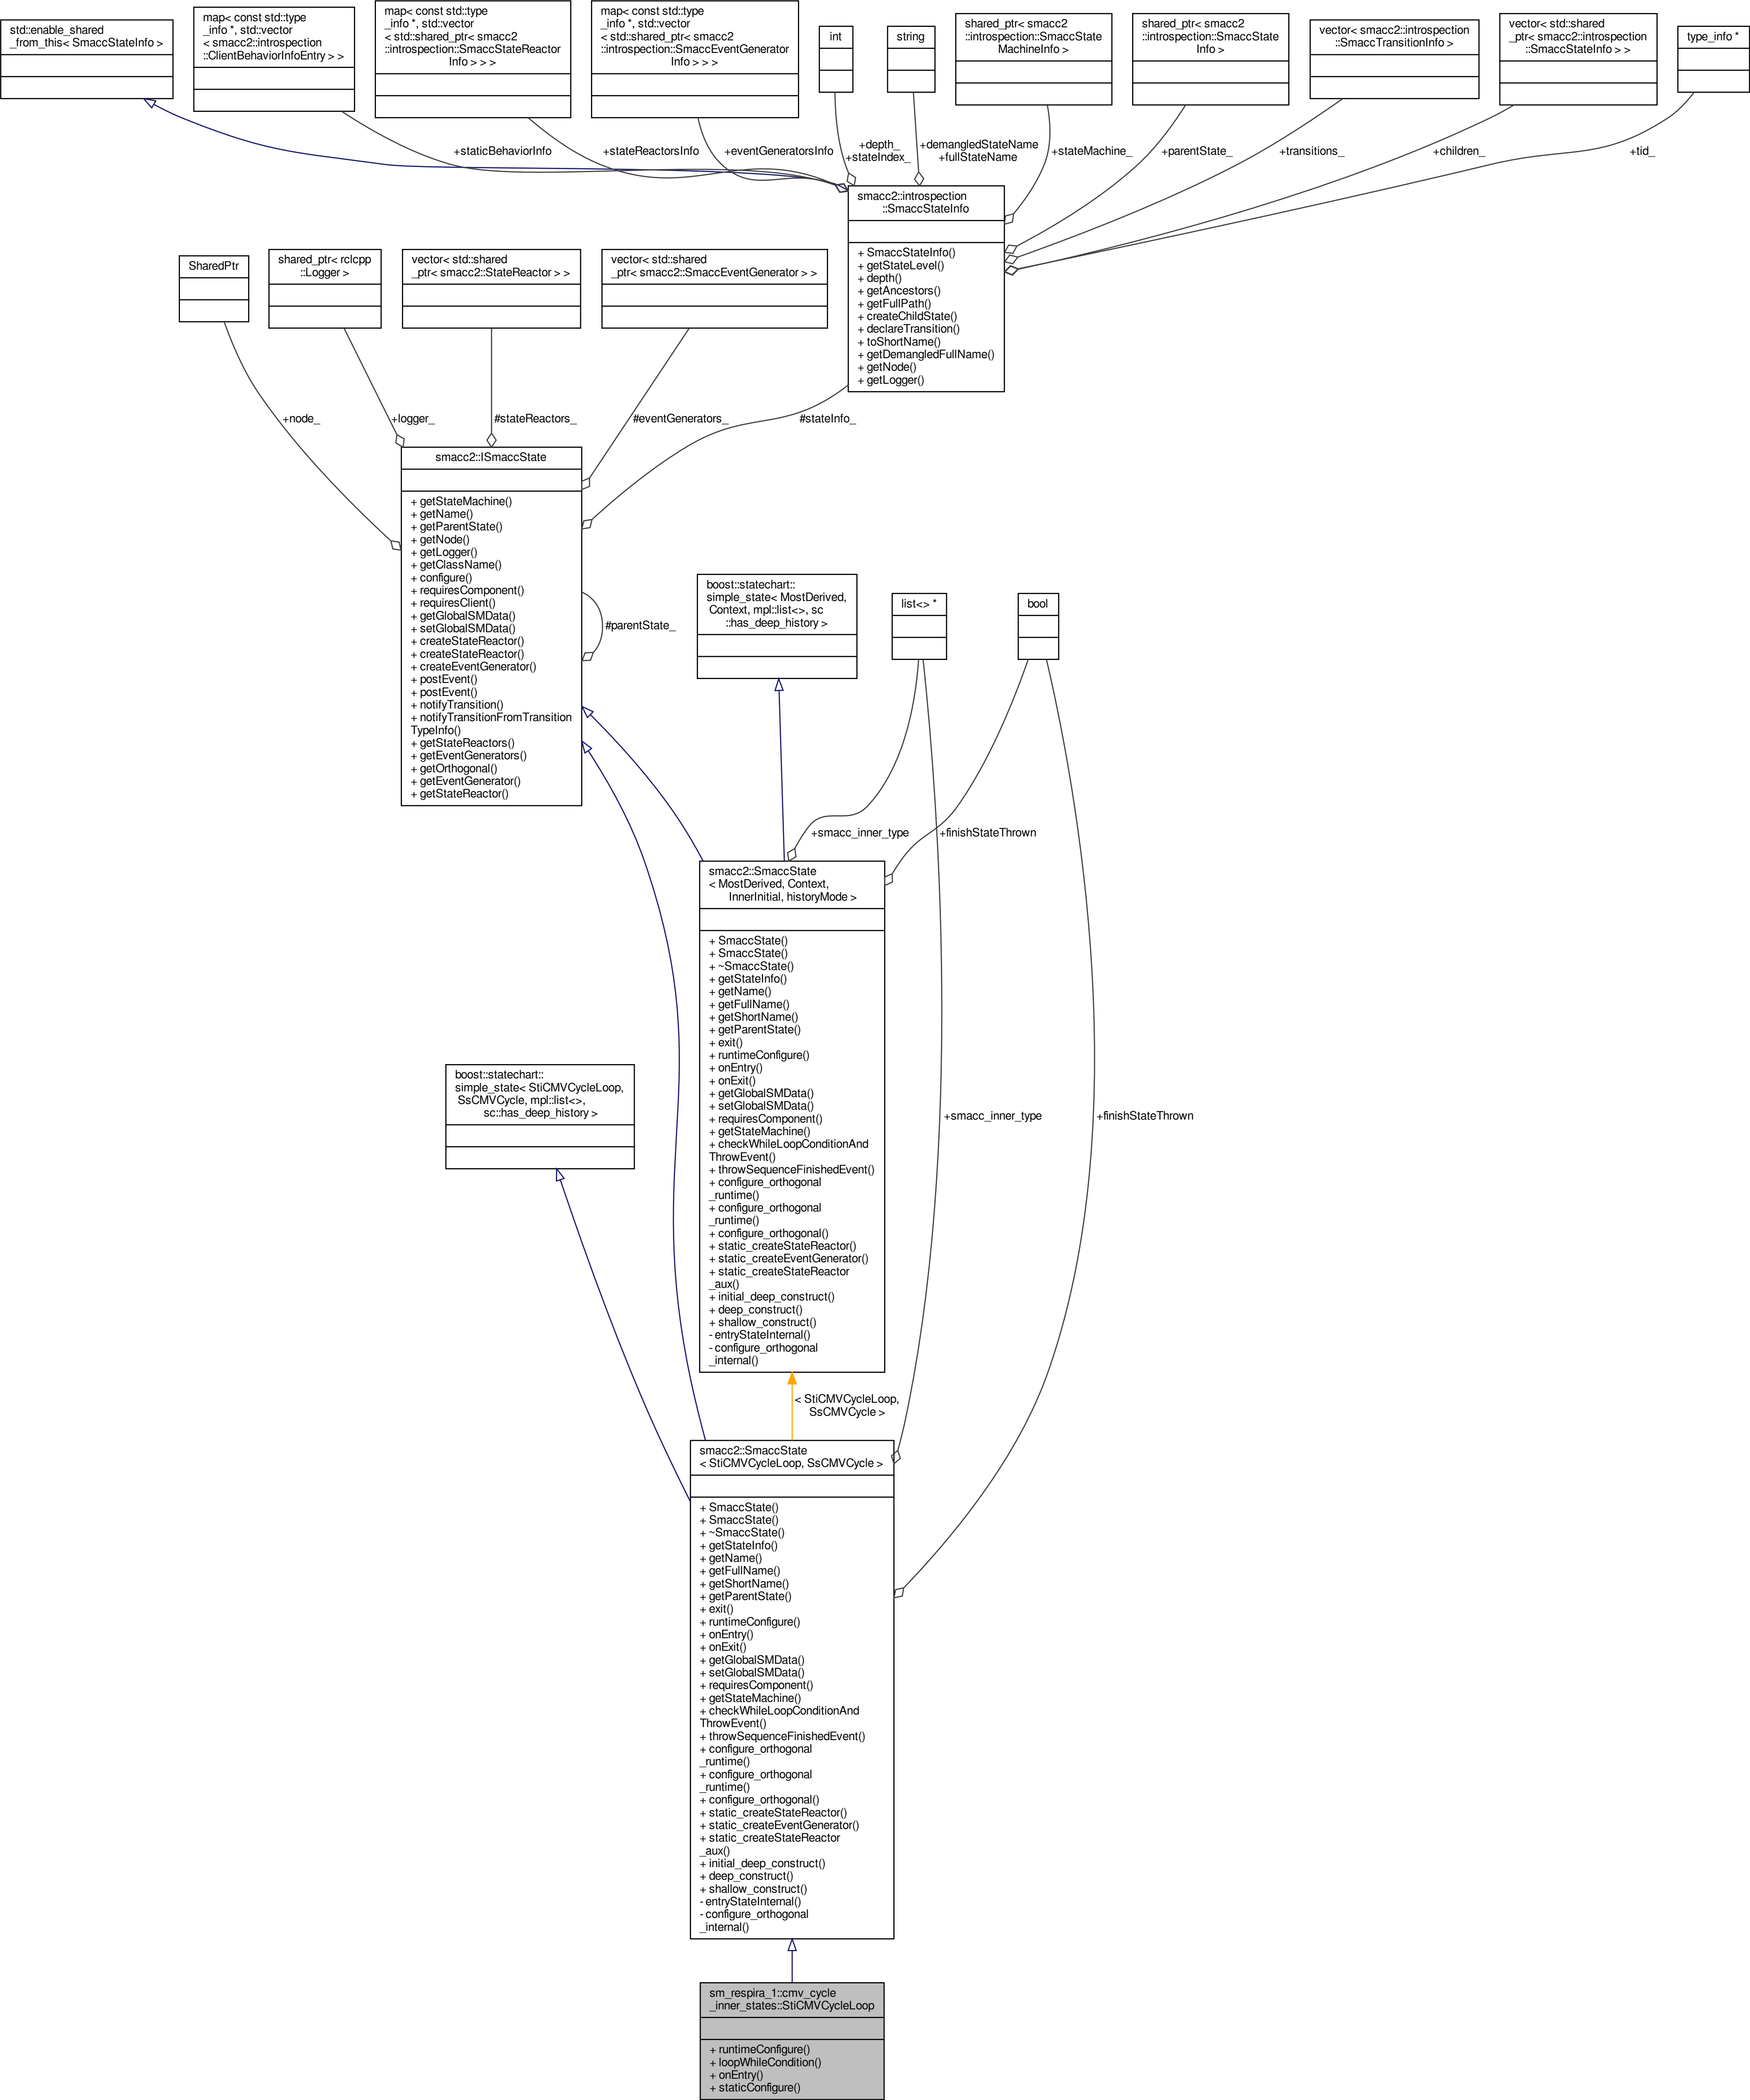 std::enable_shared
_from_this< SmaccStateInfo >
map< const std::type
_info *, std::vector
< smacc2::introspection
::ClientBehaviorInfoEntry > >
map< const std::type
_info *, std::vector
< std::shared_ptr< smacc2
::introspection::SmaccStateReactor
Info > > >
map< const std::type
_info *, std::vector
< std::shared_ptr< smacc2
::introspection::SmaccEventGenerator
Info > > >
int
string
shared_ptr< smacc2
::introspection::SmaccState
MachineInfo >
shared_ptr< smacc2
::introspection::SmaccState
Info >
vector< smacc2::introspection
::SmaccTransitionInfo >
vector< std::shared
_ptr< smacc2::introspection
::SmaccStateInfo > >
type_info *
+staticBehaviorInfo
+stateReactorsInfo
+eventGeneratorsInfo
+depth_
+stateIndex_
+demangledStateName
+fullStateName
+stateMachine_
+parentState_
+transitions_
+children_
+tid_
smacc2::introspection
::SmaccStateInfo
+ SmaccStateInfo()
+ getStateLevel()
+ depth()
+ getAncestors()
+ getFullPath()
+ createChildState()
+ declareTransition()
+ toShortName()
+ getDemangledFullName()
+ getNode()
+ getLogger()
SharedPtr
shared_ptr< rclcpp
::Logger >
vector< std::shared
_ptr< smacc2::StateReactor > >
vector< std::shared
_ptr< smacc2::SmaccEventGenerator > >
+node_
+logger_
#stateReactors_
#eventGenerators_
#stateInfo_
smacc2::ISmaccState
+ getStateMachine()
+ getName()
+ getParentState()
+ getNode()
+ getLogger()
+ getClassName()
+ configure()
+ requiresComponent()
+ requiresClient()
+ getGlobalSMData()
+ setGlobalSMData()
+ createStateReactor()
+ createStateReactor()
+ createEventGenerator()
+ postEvent()
+ postEvent()
+ notifyTransition()
+ notifyTransitionFromTransition
TypeInfo()
+ getStateReactors()
+ getEventGenerators()
+ getOrthogonal()
+ getEventGenerator()
+ getStateReactor()
#parentState_
boost::statechart::
simple_state< MostDerived,
Context, mpl::list<>, sc
::has_deep_history >
list<> *
bool
+smacc_inner_type
+finishStateThrown
smacc2::SmaccState
< MostDerived, Context,
InnerInitial, historyMode >
+ SmaccState()
+ SmaccState()
+ ~SmaccState()
+ getStateInfo()
+ getName()
+ getFullName()
+ getShortName()
+ getParentState()
+ exit()
+ runtimeConfigure()
+ onEntry()
+ onExit()
+ getGlobalSMData()
+ setGlobalSMData()
+ requiresComponent()
+ getStateMachine()
+ checkWhileLoopConditionAnd
ThrowEvent()
+ throwSequenceFinishedEvent()
+ configure_orthogonal
_runtime()
+ configure_orthogonal
_runtime()
+ configure_orthogonal()
+ static_createStateReactor()
+ static_createEventGenerator()
+ static_createStateReactor
_aux()
+ initial_deep_construct()
+ deep_construct()
+ shallow_construct()
- entryStateInternal()
- configure_orthogonal
_internal()
boost::statechart::
simple_state< StiCMVCycleLoop,
SsCMVCycle, mpl::list<>,
sc::has_deep_history >
+smacc_inner_type
+finishStateThrown
< StiCMVCycleLoop,
SsCMVCycle >
smacc2::SmaccState
< StiCMVCycleLoop, SsCMVCycle >
+ SmaccState()
+ SmaccState()
+ ~SmaccState()
+ getStateInfo()
+ getName()
+ getFullName()
+ getShortName()
+ getParentState()
+ exit()
+ runtimeConfigure()
+ onEntry()
+ onExit()
+ getGlobalSMData()
+ setGlobalSMData()
+ requiresComponent()
+ getStateMachine()
+ checkWhileLoopConditionAnd
ThrowEvent()
+ throwSequenceFinishedEvent()
+ configure_orthogonal
_runtime()
+ configure_orthogonal
_runtime()
+ configure_orthogonal()
+ static_createStateReactor()
+ static_createEventGenerator()
+ static_createStateReactor
_aux()
+ initial_deep_construct()
+ deep_construct()
+ shallow_construct()
- entryStateInternal()
- configure_orthogonal
_internal()
sm_respira_1::cmv_cycle
_inner_states::StiCMVCycleLoop
+ runtimeConfigure()
+ loopWhileCondition()
+ onEntry()
+ staticConfigure()